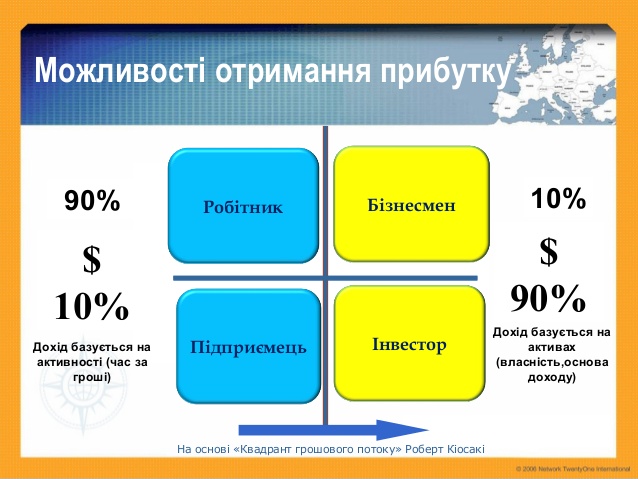 Можливості отримання прибутку
90%
$
10%
Дохід базується на
активності (час за
гроші)
Робітник
Бізнесмен
Підприємець
Інвестор
10%
$
90%
Дохід базується на
активах
(власність,основа
доходу)
На основі «Квадрант грошового потоку» Роберт Кіосакі
© 2006 Network TwentyOne International